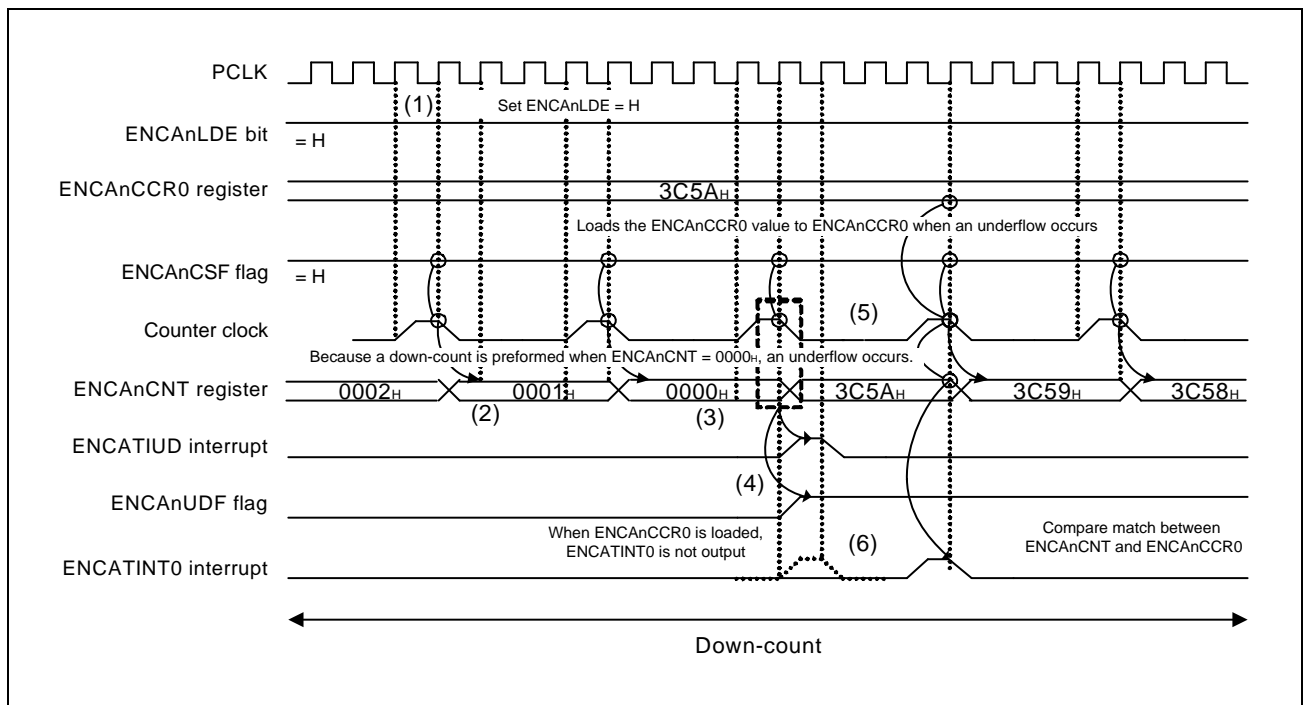 PCLK
(1)
Set ENCAnLDE = H
ENCAnLDE bit
= H
ENCAnCCR0 register
3C5AH
Loads the ENCAnCCR0 value to ENCAnCCR0 when an underflow occurs
ENCAnCSF flag
= H
Counter clock
(5)
Because a down-count is preformed when ENCAnCNT = 0000H, an underflow occurs.
ENCAnCNT register
0002H
0001H
0000H
3C5AH
3C59H
3C58H
(2)
(3)
ENCATIUD interrupt
(4)
ENCAnUDF flag
When ENCAnCCR0 is loaded,
ENCATINT0 is not output
(6)
Compare match between
ENCAnCNT and ENCAnCCR0
ENCATINT0 interrupt
Down-count